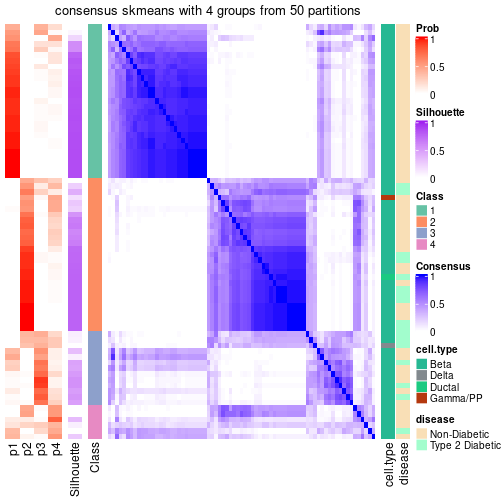 consensus skmeans with 4 groups from 50 partitions
Prob
1
0.5
0
Silhouette
1
0.5
0
Class
1
2
3
4
Consensus
1
0.5
0
cell.type
Beta
Delta
Ductal
Gamma/PP
disease
Non-Diabetic
Type 2 Diabetic
p1
p2
p3
p4
Silhouette
Class
cell.type
disease